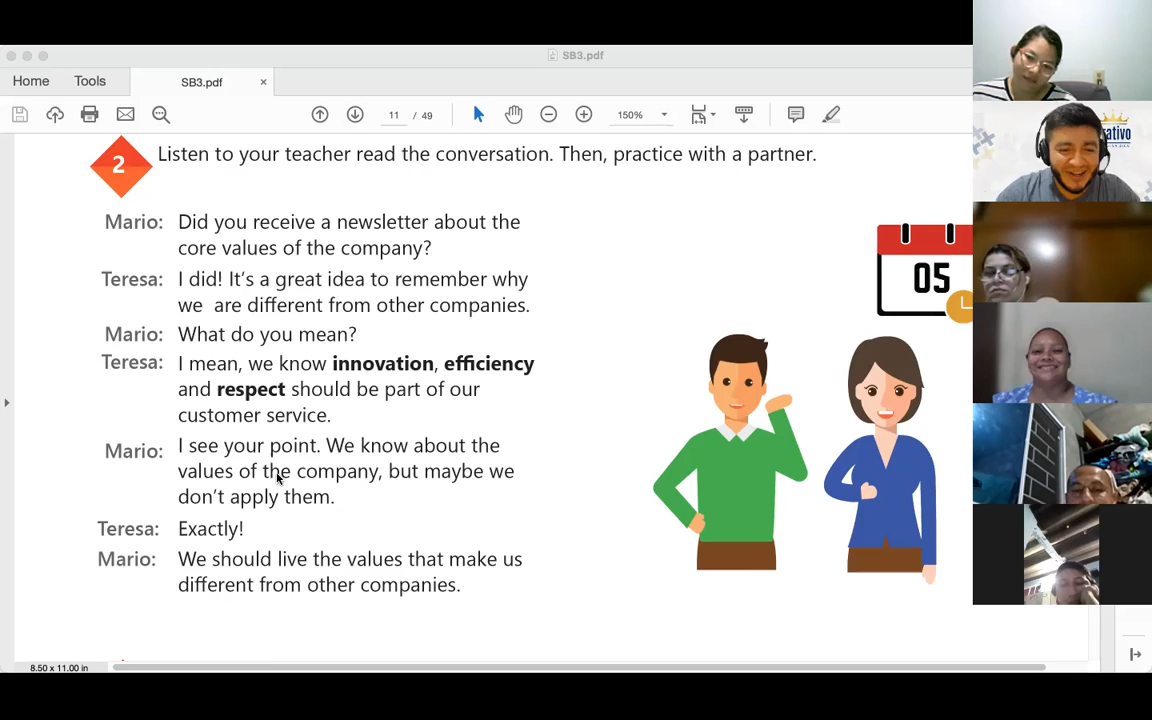 SB3.pdf
Home Tools SB3.pdf ×
11 / 49 150%
2 Listen to your teacher read the conversation. Then, practice with a partner.
Mario: Did you receive a newsletter about the
core values of the company?
Teresa: I did! It's a great idea to remember why
we are different from other companies.
Mario: What do you mean?
Teresa: I mean, we know innovation, efficiency
and respect should be part of our
customer service.
Mario: I see your point. We know about the
values of the company, but maybe we
don't apply them.
Teresa: Exactly!
Mario: We should live the values that make us
different from other companies.
05
rativo
8.50 x 11.00 in